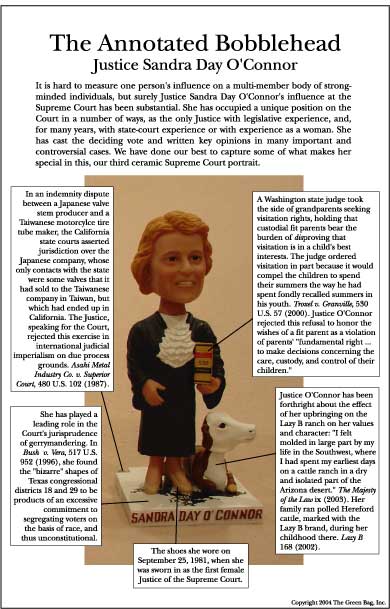 The Annotated Bobblehead
Justice Sandra Day O'Connor
It is hard to measure one person's influence on a multi-member body of strong-
minded individuals, but surely Justice Sandra Day O'Connor's influence at the
Supreme Court has been substantial. She has occupied a unique position on the
Court in a number of ways, as the only Justice with legislative experience, and,
for many years, with state-court experience or with experience as a woman. She
has cast the deciding vote and written key opinions in many important and
controversial cases. We have done our best to capture some of what makes her
special in this, our third ceramic Supreme Court portrait.
In an indemnity dispute
between a Japanese valve
stem producer and a
Taiwanese motorcylce tire
tube maker, the California
state courts asserted
jurisdiction over the
Japanese company, whose
only contacts with the state
were some valves that it
had sold to the Taiwanese
company in Taiwan, but
which had ended up in
California. The Justice,
speaking for the Court,
rejected this exercise in
international judicial
imperialism on due process
grounds. Asahi Metal
Industry Co. v. Superior
Court, 480 U.S. 102 (1987).
A Washington state judge took
the side of grandparents seeking
visitation rights, holding that
custodial fit parents bear the
burden of disproving that
visitation is in a child's best
interests. The judge ordered
visitation in part because it would
compel the children to spend
their summers the way he had
spent fondly recalled summers in
his youth. Troxel v. Granville, 530
U.S. 57 (2000). Justice O'Connor
rejected this refusal to honor the
wishes of a fit parent as a violation
of parents' "fundamental right ...
to make decisions concerning the
care, custody, and control of their
children."
She has played a
leading role in the
Court's jurisprudence
of gerrymandering. In
Bush v. Vera, 517 U.S.
952 (1996), she found
the "bizarre" shapes of
Texas congressional
districts 18 and 29 to be
products of an excessive
commitment to
segregating voters on
the basis of race, and
thus unconstitutional.
Justice O'Connor has been
forthright about the effect
of her upbringing on the
Lazy B ranch on her values
and character: "I felt
molded in large part by my
life in the Southwest, where
I had spent my earliest days
on a cattle ranch in a dry
and isolated part of the
Arizona desert." The Majesty
of the Law ix (2003). Her
family ran polled Hereford
cattle, marked with the
Lazy B brand, during her
childhood there. Lazy B
168 (2002).
SANDRA DAY O'CONNOR
The shoes she wore on
September 25, 1981, when she
was sworn in as the first female
Justice of the Supreme Court.
Copyright 2004 The Green Bag, Inc.